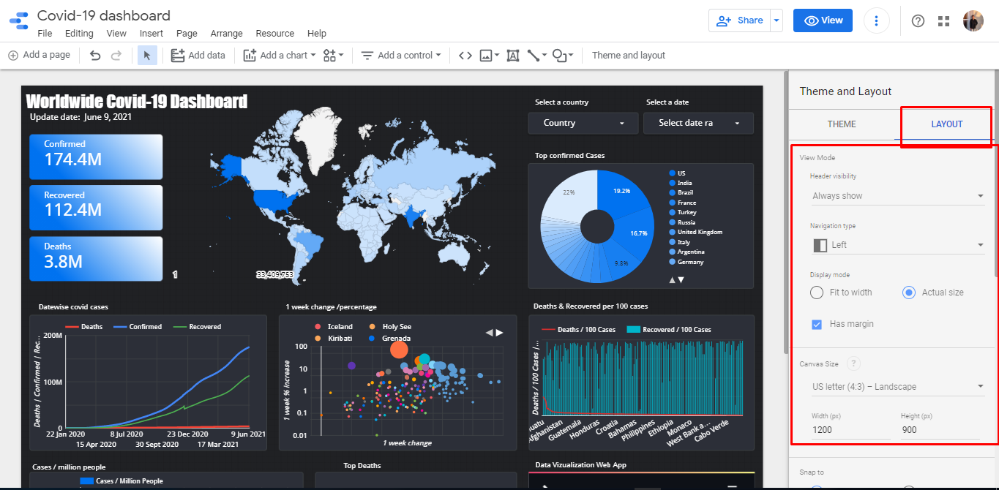 Covid-19 dashboard
File Editing View Insert Page Arrange Resource Help
Share
View
Add a page
Add data
Add a chart
Add a control
Theme and layout
Worldwide Covid-19 Dashboard
Update date: June 9, 2021
Confirmed
174.4M
Recovered
112.4M
Deaths
3.8M
1
33,409,753
Select a country
Select a date
Country
Select date ra
Top confirmed Cases
22%
19.2%
16.7%
9.8%
US
India
Brazil
France
Turkey
Russia
United Kingdom
Italy
Argentina
Germany
Datewise covid cases
Deaths Confirmed Recovered
Deaths | Confirmed | Rec...
200M
100M
0
22 Jan 2020 8 Jul 2020 23 Dec 2020 9 Jun 2021
15 Apr 2020 30 Sept 2020 17 Mar 2021
1 week change /percentage
Iceland Holy See
Kiribati Grenada
1 week % increase
100
10
1
0.1
0.01
1 week change
Deaths & Recovered per 100 cases
Deaths / 100 Cases Recovered / 100 Cases
Deaths / 100 Cases |...
Afghanistan
Guatemala
Honduras
Croatia
Bahamas
Philippines
Ethiopia
Monaco
West Bank a...
Cabo Verde
Cases / million people
Cases / Million People
Top Deaths
Data Vizualization Web App
Theme and Layout
THEME LAYOUT
View Mode
Header visibility
Always show
Navigation type
Left
Display mode
Fit to width Actual size
Has margin
Canvas Size ?
US letter (4:3) – Landscape
Width (px) Height (px)
1200 900
Snap to